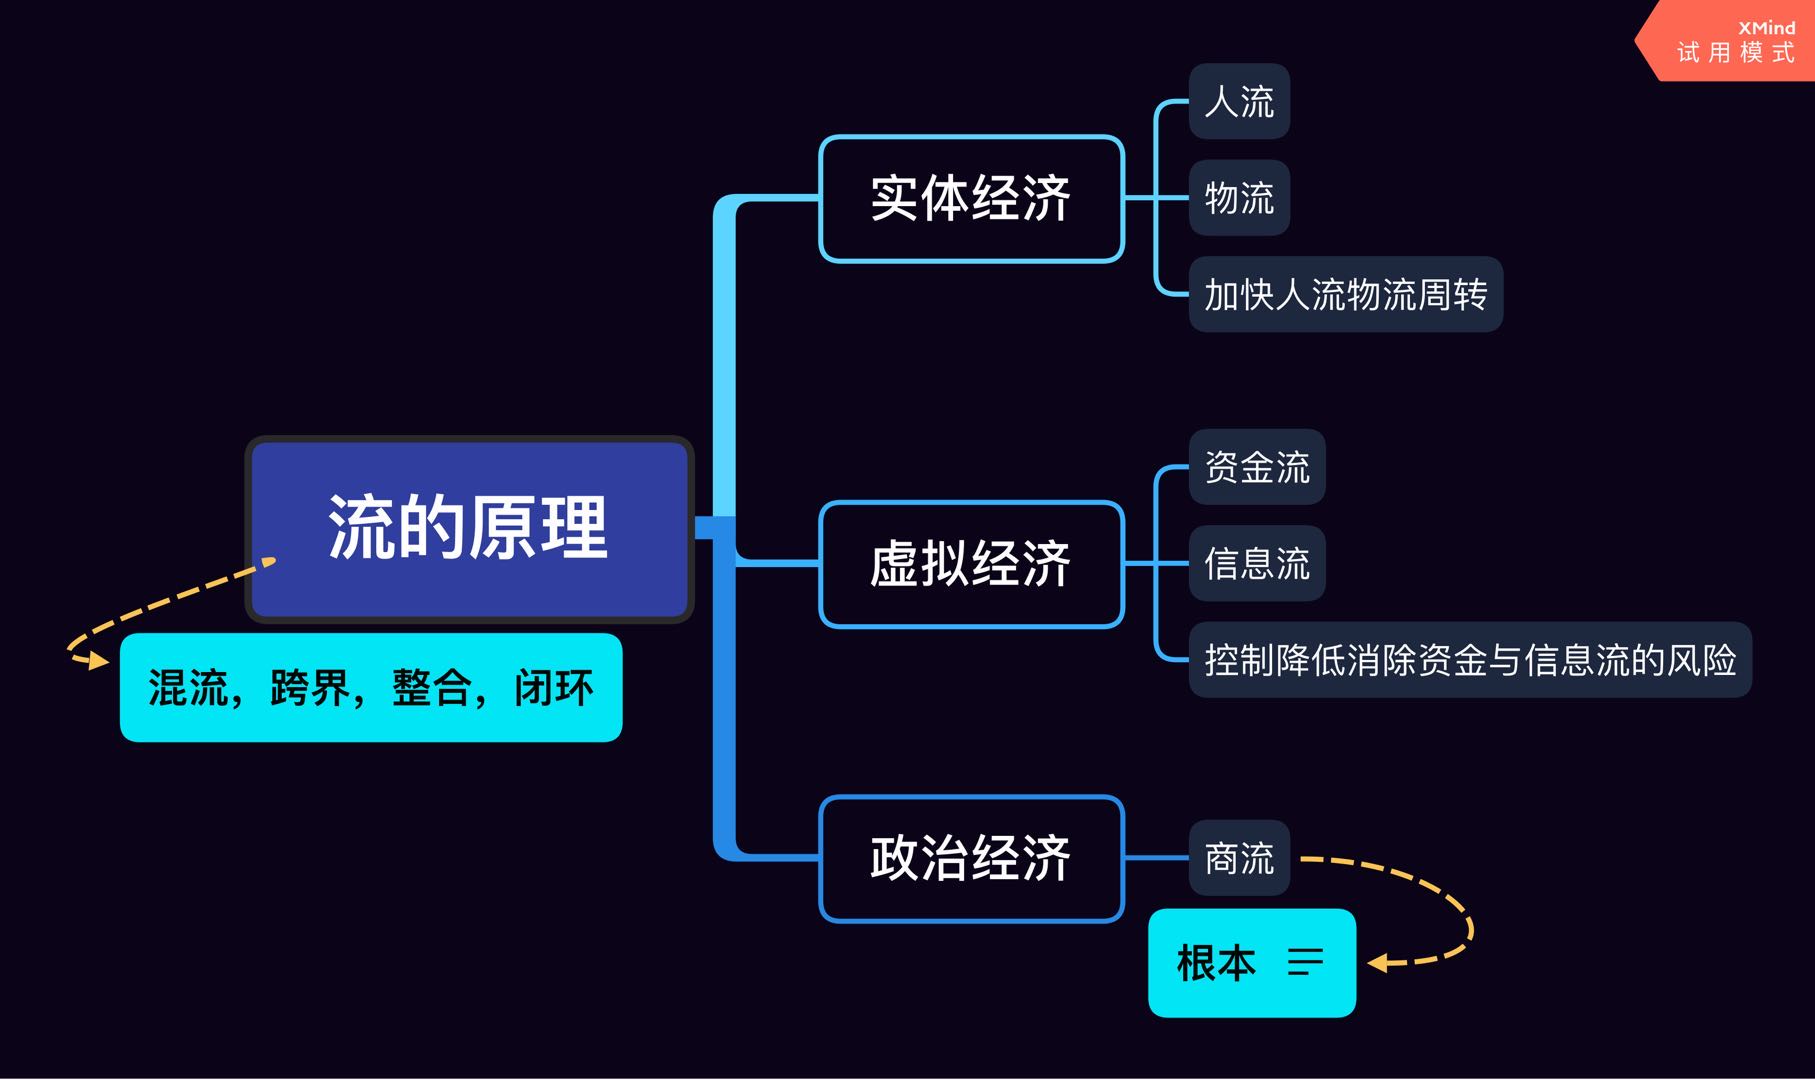 XMind
试用模式
流的原理
混流，跨界，整合，闭环
实体经济
人流
物流
加快人流物流周转
虚拟经济
资金流
信息流
控制降低消除资金与信息流的风险
政治经济
商流
根本